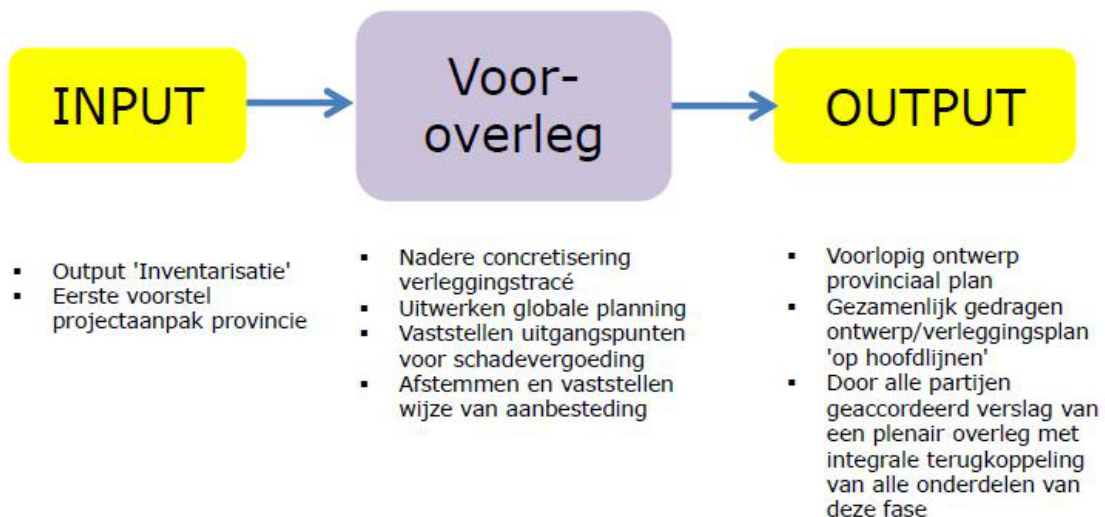 INPUT
Voor-
overleg
OUTPUT
▪ Output 'Inventarisatie'
▪ Eerste voorstel
projectaanpak provincie
▪ Nadere concretisering
verleggingstracé
▪ Uitwerken globale planning
▪ Vaststellen uitgangspunten
voor schadevergoeding
▪ Afstemmen en vaststellen
wijze van aanbesteding
▪ Voorlopig ontwerp
provinciaal plan
▪ Gezamenlijk gedragen
ontwerp/verleggingsplan
'op hoofdlijnen'
▪ Door alle partijen
geaccordeerd verslag van
een plenair overleg met
integrale terugkoppeling
van alle onderdelen van
deze fase